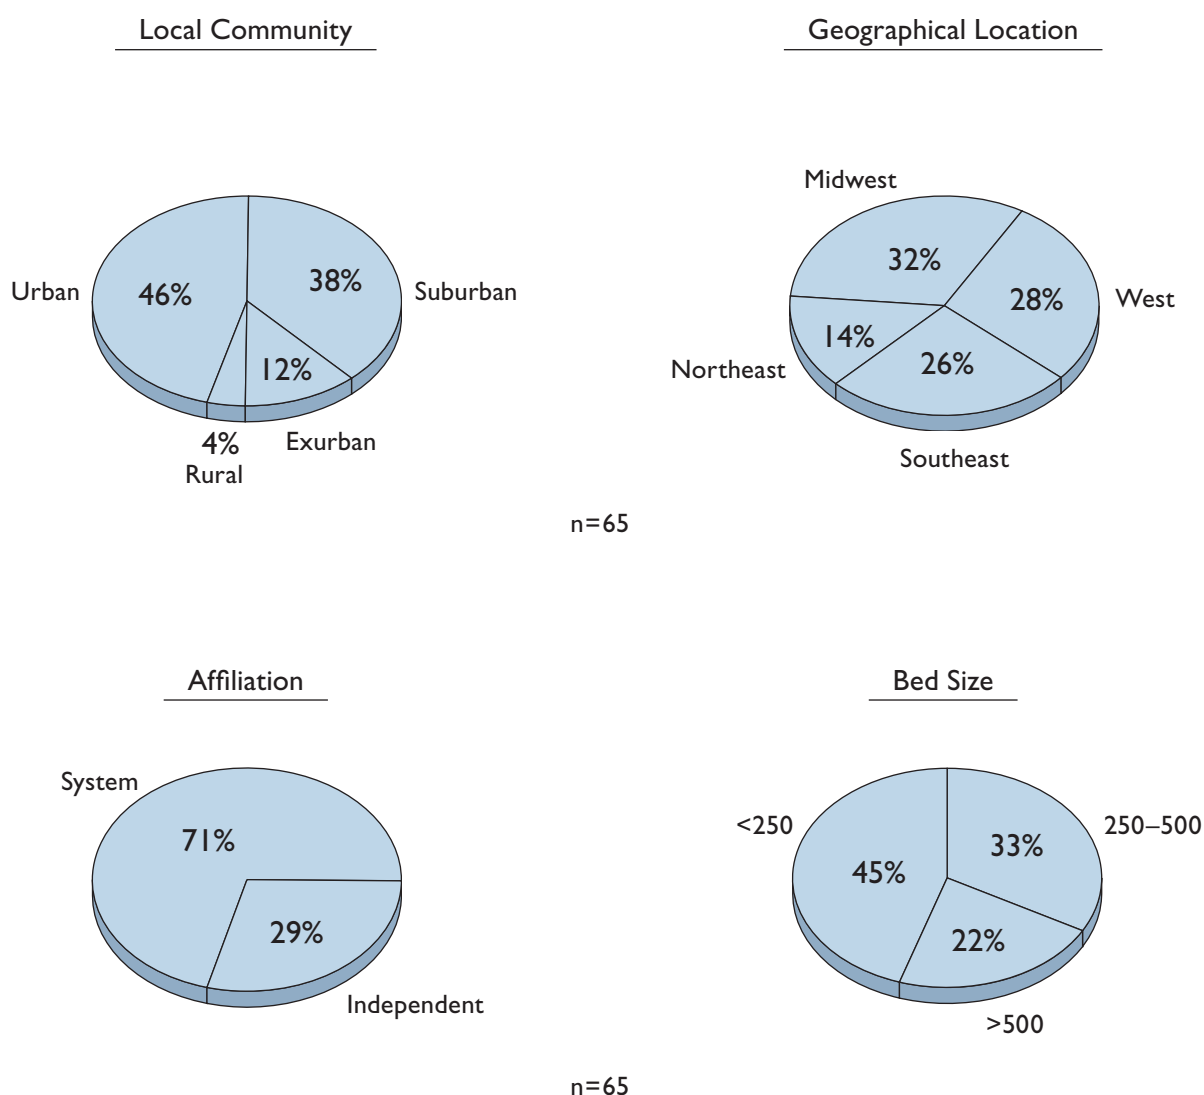 Local Community
Geographical Location
Midwest
32%
38%
46%
28%
Urban
Suburban
West
14%
12%
26%
Northeast
4%
Exurban
Southeast
Rural
n=65
Affiliation
Bed Size
System
<250
250–500
71%
33%
45%
29%
22%
Independent
>500
n=65